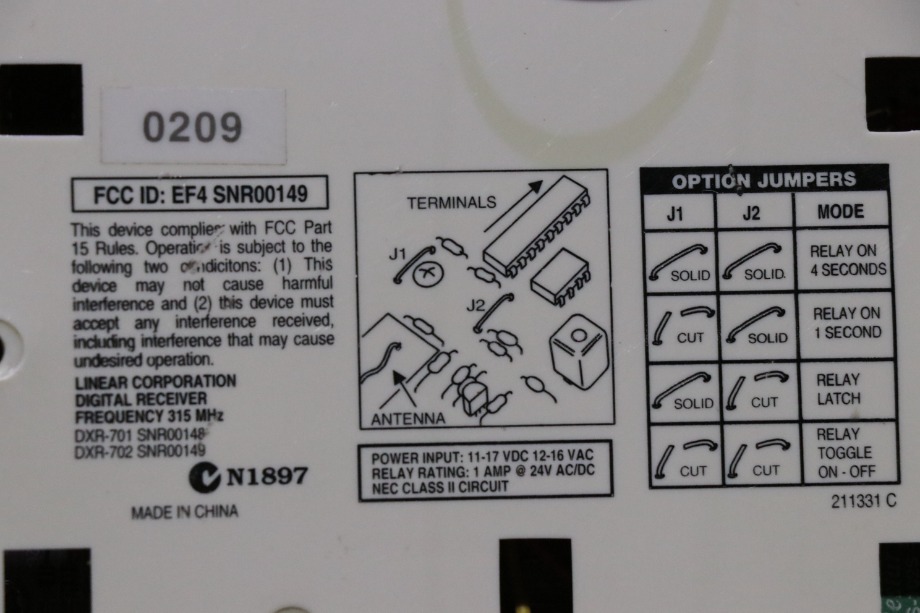 0209
FCC ID: EF4 SNR00149
This device complies with FCC Part
15 Rules. Operation is subject to the
following two condicitons: (1) This
device may not cause harmful
interference and (2) this device must
accept any interference received,
including interference that may cause
undesired operation.
LINEAR CORPORATION
DIGITAL RECEIVER
FREQUENCY 315 MHz
DXR-701 SNR00148
DXR-702 SNR00149
N1897
MADE IN CHINA
TERMINALS
J1
J2
ANTENNA
POWER INPUT: 11-17 VDC 12-16 VAC
RELAY RATING: 1 AMP @ 24V AC/DC
NEC CLASS II CIRCUIT
OPTION JUMPERS
J1 J2 MODE
SOLID SOLID. RELAY ON
4 SECONDS
CUT SOLID RELAY ON
1 SECOND
SOLID CUT RELAY
LATCH
CUT CUT RELAY
TOGGLE
ON - OFF
211331 C